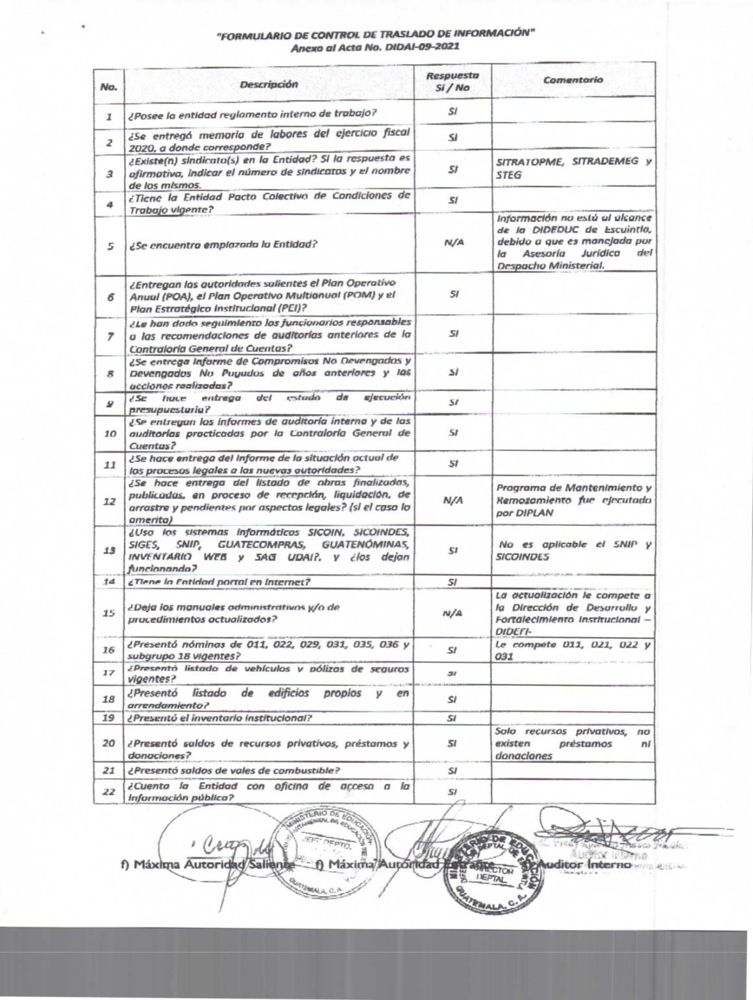 "FORMULARIO DE CONTROL DE TRASLADO DE INFORMACIÓN"
Anexo al Acta No. DIDAI-09-2021
No. Descripción Respuesta Si / No Comentario
1 ¿Posee la entidad reglamento interno de trabajo? SI
2 ¿Se entregó memoria de labores del ejercicio fiscal
2020, a donde corresponde? SI
3 ¿Existe(n) sindicato(s) en la Entidad? Si la respuesta es
afirmativa, indicar el número de sindicatos y el nombre
de los mismos. SI
SITRATOPME, SITRADEMEG y
STEG
4 ¿Tiene la Entidad Pacto Colectivo de Condiciones de
Trabajo vigente? SI
5 ¿Se encuentra emplazada la Entidad? N/A
Información no está al alcance
de la DIDEDUC de Escuintla,
debido a que es manejada por
la Asesoría Jurídica del
Despacho Ministerial.
6 ¿Entregan las autoridades salientes el Plan Operativo
Anual (POA), el Plan Operativo Multianual (POM) y el
Plan Estratégico Institucional (PEI)? SI
7 ¿Le han dado seguimiento los funcionarios responsables
a las recomendaciones de auditorías anteriores de la
Contraloría General de Cuentas? SI
8 ¿Se entrega Informe de Compromisos No Devengados y
Devengados No Pagados de años anteriores y las
acciones realizadas? SI
9 ¿Se hace entrega del estado de ejecución
presupuestaria? SI
10 ¿Se entregan los informes de auditoría interna y de las
auditorías practicadas por la Contraloría General de
Cuentas? SI
11 ¿Se hace entrega del Informe de la situación actual de
los procesos legales a las nuevas autoridades? SI
12 ¿Se hace entrega del listado de obras finalizadas,
publicadas, en proceso de recepción, liquidación, de
arrastre y pendientes por aspectos legales? (si el caso lo
amerita) N/A
Programa de Mantenimiento y
Remozamiento fue ejecutado
por DIPLAN
13 ¿Usa los sistemas informáticos SICOIN, SICOINDES,
SIGES, SNIP, GUATECOMPRAS, GUATENÓMINAS,
INVENTARIO WEB y SAG UDAI?, y ¿los dejan
funcionando? SI
No es aplicable el SNIP y
SICOINDES
14 ¿Tiene la Entidad portal en internet? SI
15 ¿Deja los manuales administrativos y/o de
procedimientos actualizados? N/A
La actualización le compete a
la Dirección de Desarrollo y
Fortalecimiento Institucional –
DIDEFI-
16 ¿Presentó nóminas de 011, 022, 029, 031, 035, 036 y
subgrupo 18 vigentes? SI
Le compete 011, 021, 022 y
031
17 ¿Presentó listado de vehículos y pólizas de seguros
vigentes? SI
18 ¿Presentó listado de edificios propios y en
arrendamiento? SI
19 ¿Presentó el inventario institucional? SI
20 ¿Presentó saldos de recursos privativos, préstamos y
donaciones? SI
Solo recursos privativos, no
existen préstamos ni
donaciones
21 ¿Presentó saldos de vales de combustible? SI
22 ¿Cuenta la Entidad con oficina de acceso a la
información pública? SI
MINISTERIO DE EDUCACIÓN
GUATEMALA, C. A.
MINISTERIO DE EDUCACIÓN
DIRECTOR
DEPTAL.
GUATEMALA, C. A.
Auditor Interno
f) Máxima Autoridad Saliente f) Máxima Autoridad Entrante f) Auditor Interno